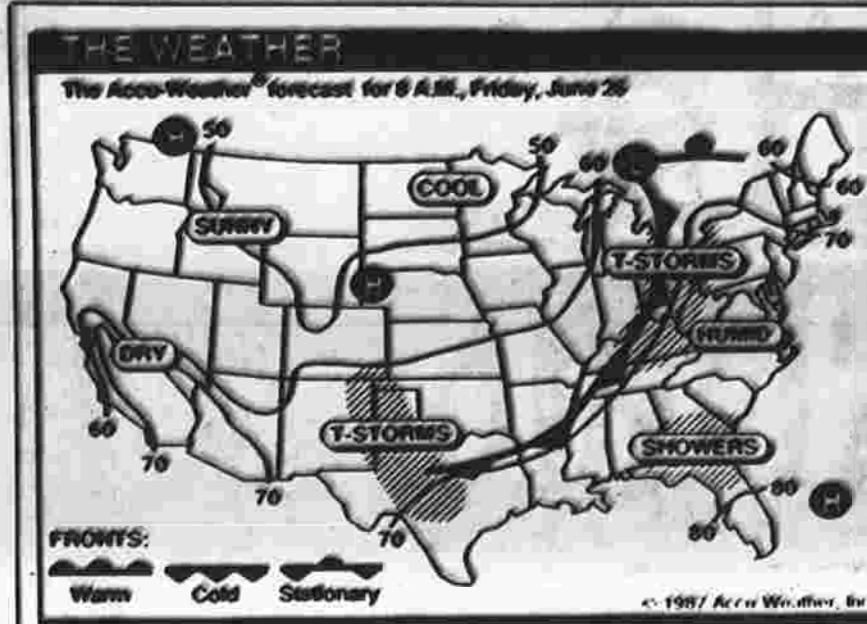 THE WEATHER
The Accu-Weather® forecast for 8 A.M., Friday, June 26
H 50 50 60 L 60
COOL
60
SUNNY
70
T-STORMS
H
HUMID
DRY
60
T-STORMS
SHOWERS
70
70
80
H
70
80
FRONTS:
Warm Cold Stationary
© 1987 Accu-Weather, Inc